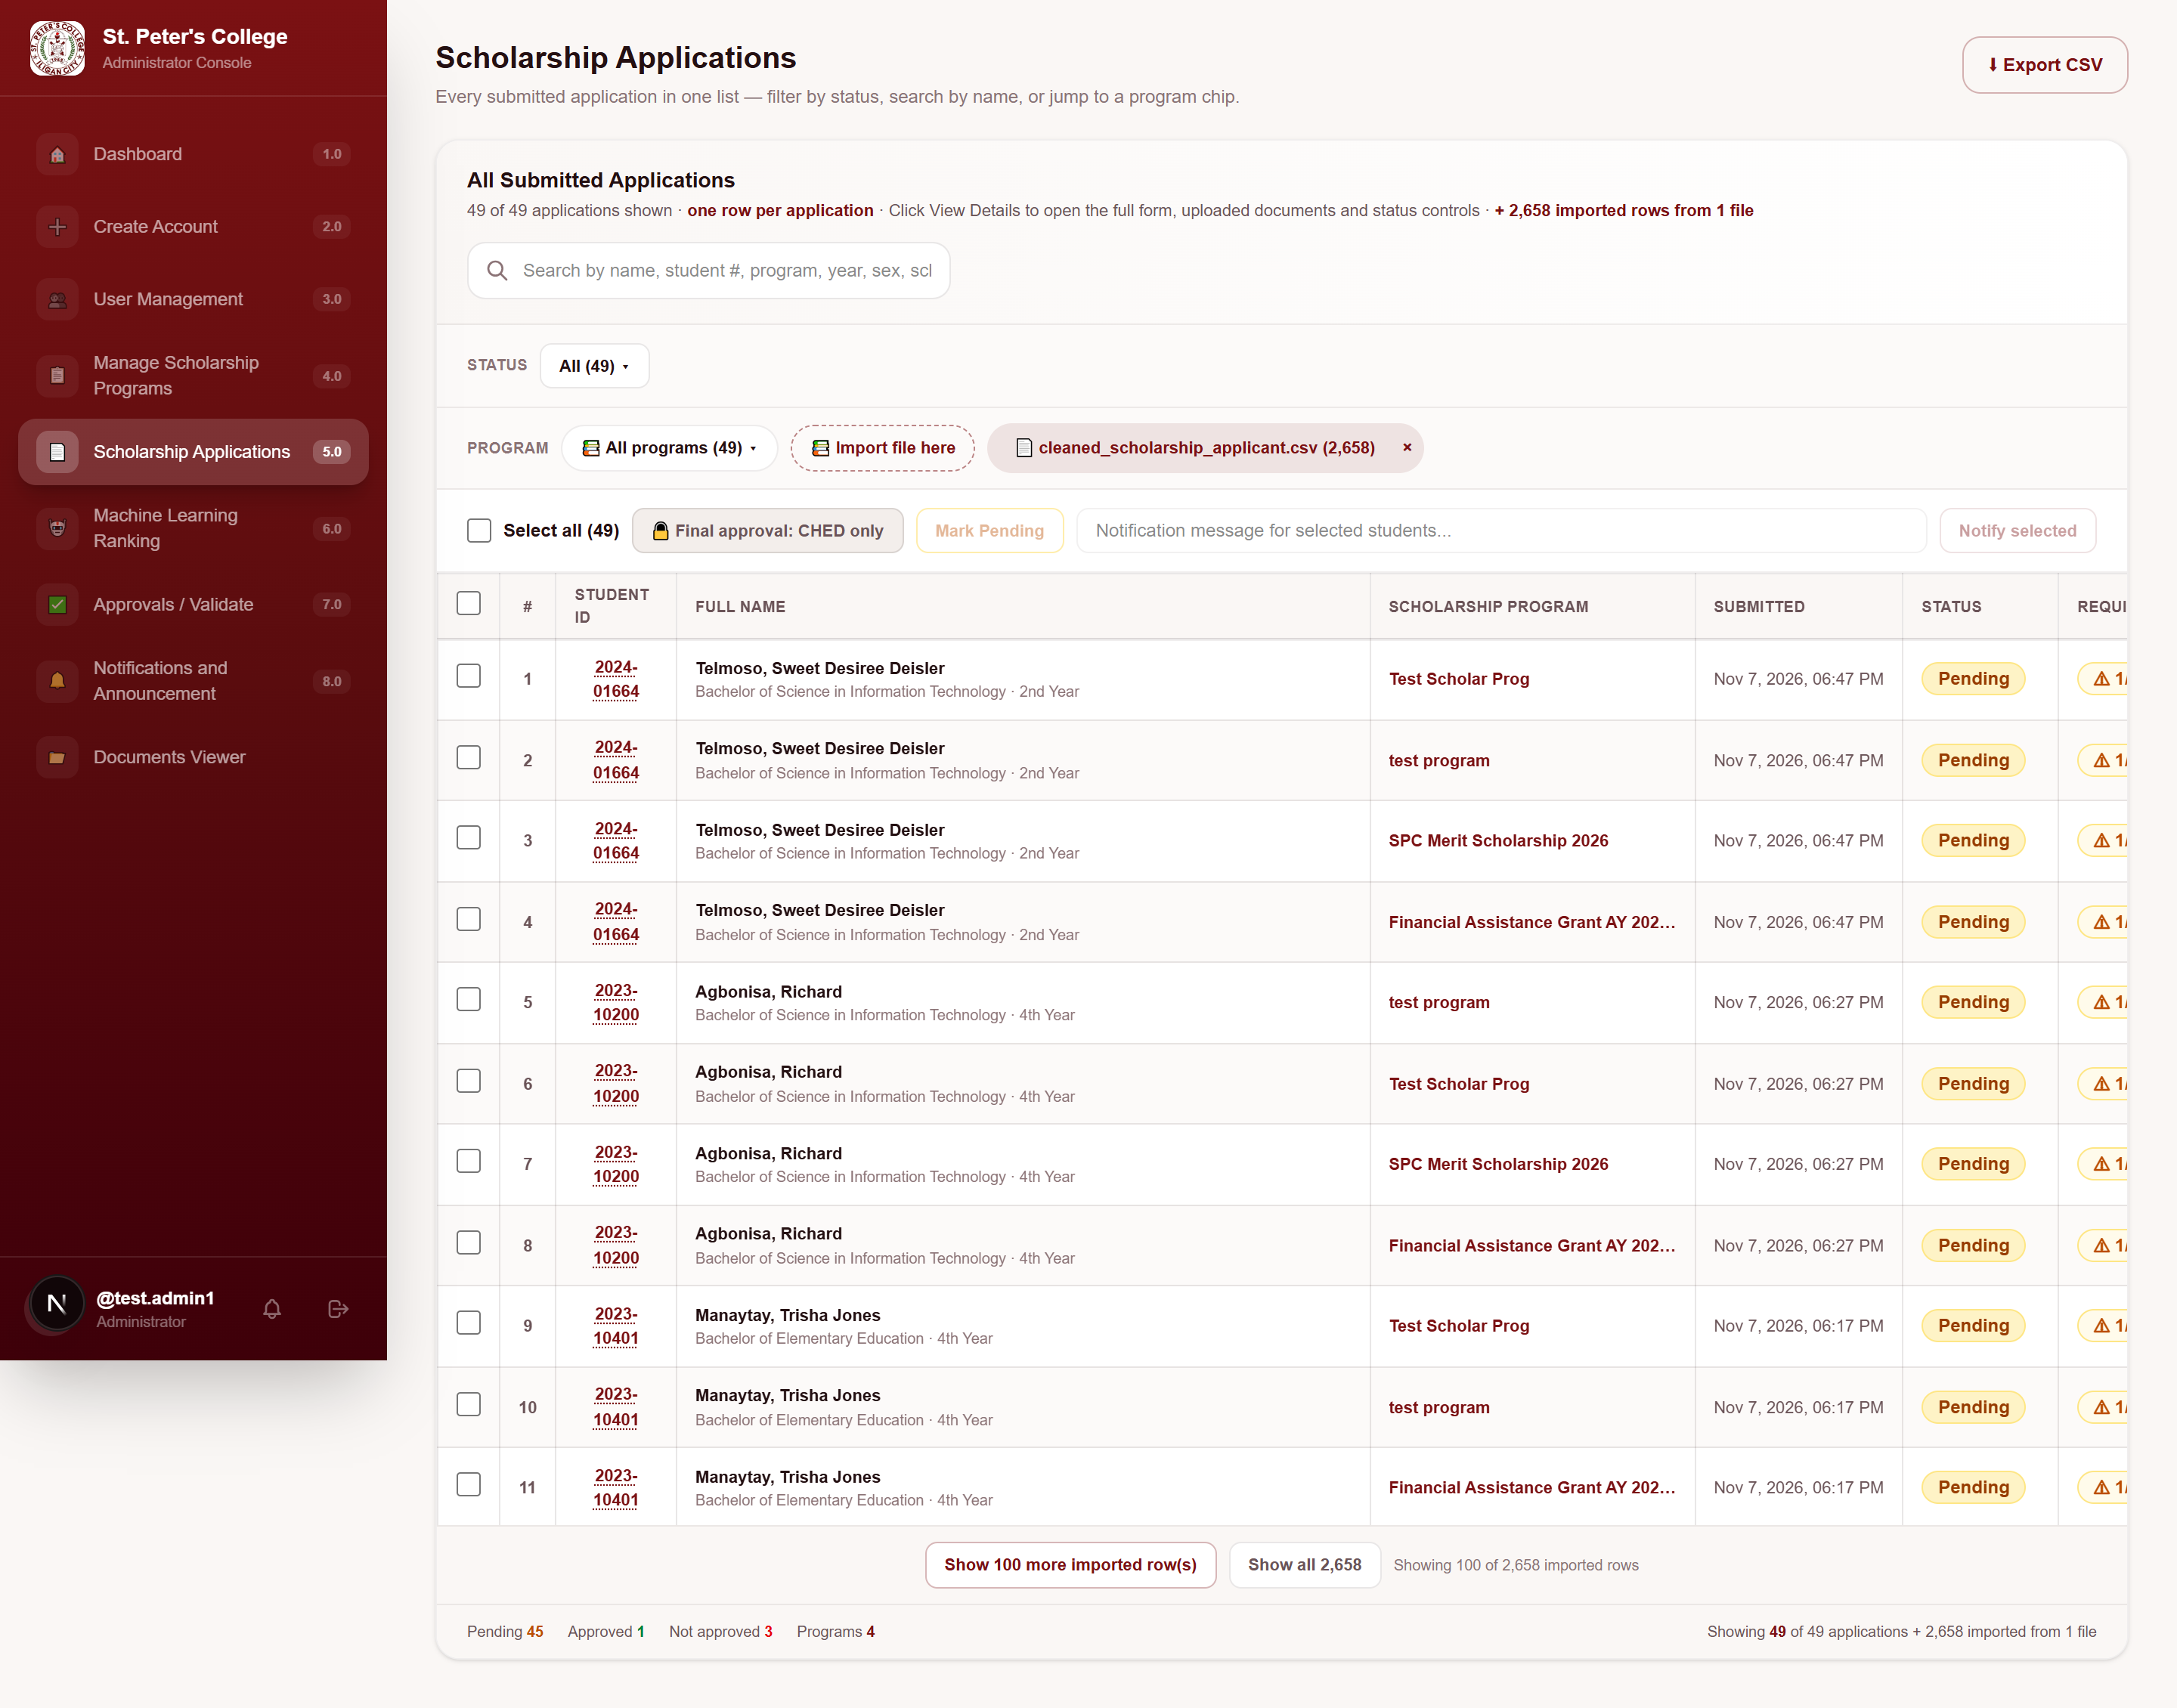 St. Peter's College
Administrator Console
Dashboard 1.0
Create Account 2.0
User Management 3.0
Manage Scholarship
Programs 4.0
Scholarship Applications 5.0
Machine Learning
Ranking 6.0
Approvals / Validate 7.0
Notifications and
Announcement 8.0
Documents Viewer
N
@test.admin1
Administrator
Scholarship Applications
Every submitted application in one list — filter by status, search by name, or jump to a program chip.
⬇ Export CSV
All Submitted Applications
49 of 49 applications shown · one row per application · Click View Details to open the full form, uploaded documents and status controls · + 2,658 imported rows from 1 file
Search by name, student #, program, year, sex, scl
STATUS All (49) ▾
PROGRAM All programs (49) ▾ Import file here cleaned_scholarship_applicant.csv (2,658) ×
Select all (49) Final approval: CHED only Mark Pending Notification message for selected students... Notify selected
# STUDENT ID FULL NAME SCHOLARSHIP PROGRAM SUBMITTED STATUS REQUI
1 2024-01664 Telmoso, Sweet Desiree Deisler Test Scholar Prog Nov 7, 2026, 06:47 PM Pending ⚠ 1/
Bachelor of Science in Information Technology · 2nd Year
2 2024-01664 Telmoso, Sweet Desiree Deisler test program Nov 7, 2026, 06:47 PM Pending ⚠ 1/
Bachelor of Science in Information Technology · 2nd Year
3 2024-01664 Telmoso, Sweet Desiree Deisler SPC Merit Scholarship 2026 Nov 7, 2026, 06:47 PM Pending ⚠ 1/
Bachelor of Science in Information Technology · 2nd Year
4 2024-01664 Telmoso, Sweet Desiree Deisler Financial Assistance Grant AY 202... Nov 7, 2026, 06:47 PM Pending ⚠ 1/
Bachelor of Science in Information Technology · 2nd Year
5 2023-10200 Agbonisa, Richard test program Nov 7, 2026, 06:27 PM Pending ⚠ 1/
Bachelor of Science in Information Technology · 4th Year
6 2023-10200 Agbonisa, Richard Test Scholar Prog Nov 7, 2026, 06:27 PM Pending ⚠ 1/
Bachelor of Science in Information Technology · 4th Year
7 2023-10200 Agbonisa, Richard SPC Merit Scholarship 2026 Nov 7, 2026, 06:27 PM Pending ⚠ 1/
Bachelor of Science in Information Technology · 4th Year
8 2023-10200 Agbonisa, Richard Financial Assistance Grant AY 202... Nov 7, 2026, 06:27 PM Pending ⚠ 1/
Bachelor of Science in Information Technology · 4th Year
9 2023-10401 Manaytay, Trisha Jones Test Scholar Prog Nov 7, 2026, 06:17 PM Pending ⚠ 1/
Bachelor of Elementary Education · 4th Year
10 2023-10401 Manaytay, Trisha Jones test program Nov 7, 2026, 06:17 PM Pending ⚠ 1/
Bachelor of Elementary Education · 4th Year
11 2023-10401 Manaytay, Trisha Jones Financial Assistance Grant AY 202... Nov 7, 2026, 06:17 PM Pending ⚠ 1/
Bachelor of Elementary Education · 4th Year
Show 100 more imported row(s) Show all 2,658 Showing 100 of 2,658 imported rows
Pending 45 Approved 1 Not approved 3 Programs 4 Showing 49 of 49 applications + 2,658 imported from 1 file